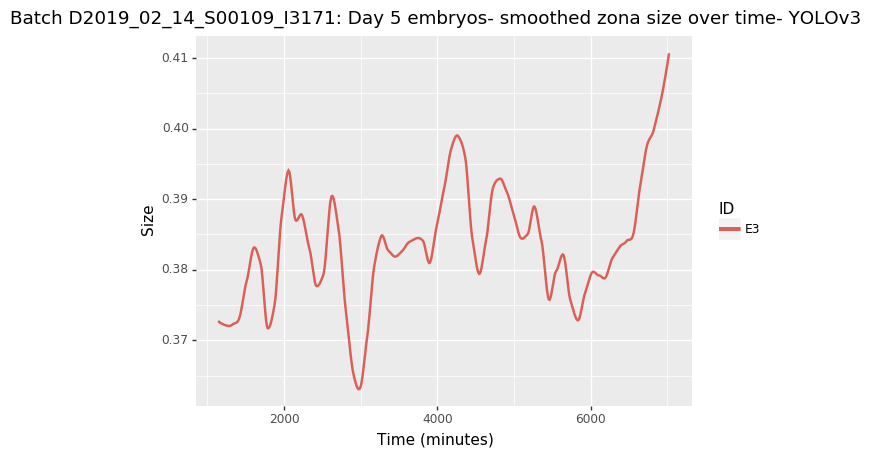 Batch D2019_02_14_S00109_I3171: Day 5 embryos- smoothed zona size over time- YOLOv3
0.41
0.40
0.39
0.38
0.37
Size
2000
4000
6000
Time (minutes)
ID
E3